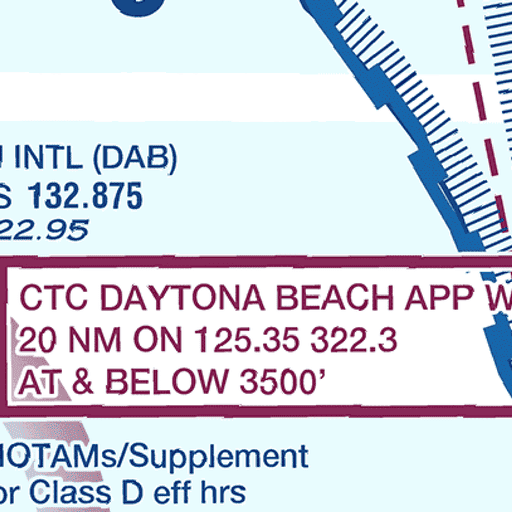 INTL (DAB)
132.875
22.95
CTC DAYTONA BEACH APP
20 NM ON 125.35 322.3
AT & BELOW 3500'
NOTAMs/Supplement
or Class D eff hrs